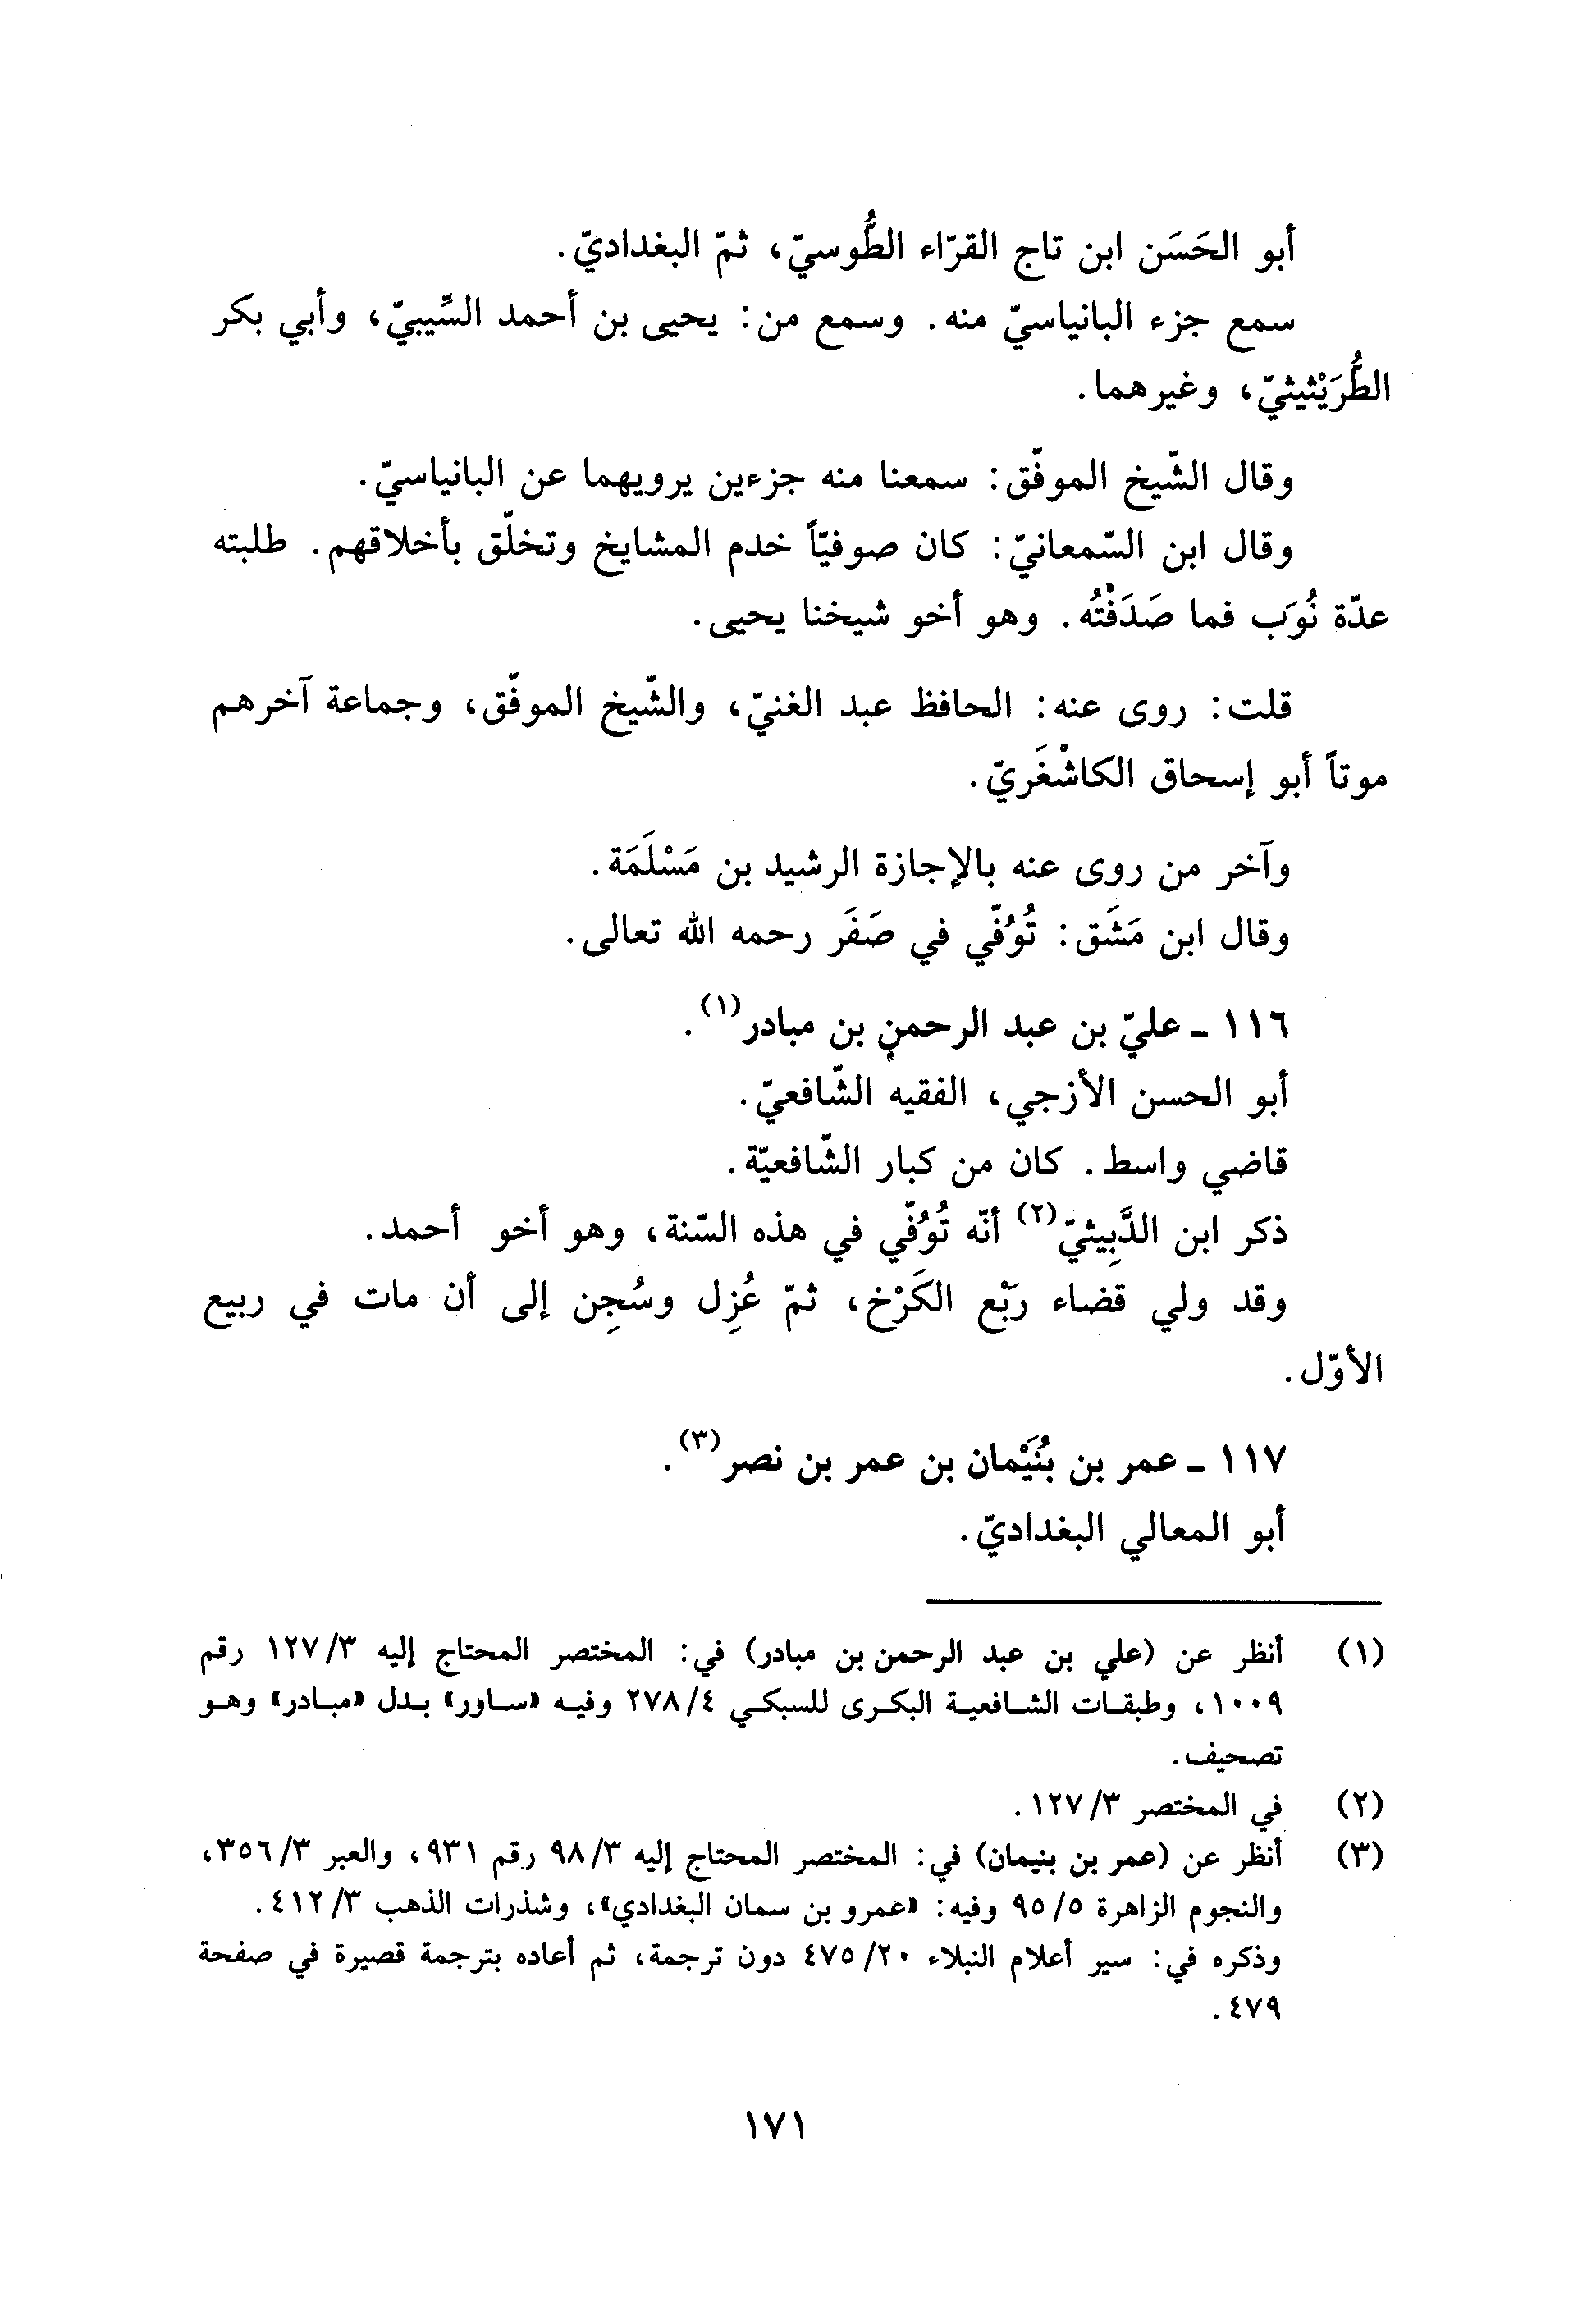 أبو الحَسَن ابن تاج القرّاء الطُّوسيّ، ثمّ البغداديّ.
سمع جزء البانياسيّ منه. وسمع من: يحيى بن أحمد السِّيبيّ، وأبي بكر
الطُّرَيْثيثيّ، وغيرهما.
وقال الشّيخ الموفّق: سمعنا منه جزءين يرويهما عن البانياسيّ.
وقال ابن السّمعانيّ: كان صوفيّاً خدم المشايخ وتخلّق بأخلاقهم. طلبته
عدّة نُوَب فما صَدَفْتُه. وهو أخو شيخنا يحيى.
قلت: روى عنه: الحافظ عبد الغنيّ، والشّيخ الموفّق، وجماعة آخرهم
موتاً أبو إسحاق الكاشْغَريّ.
وآخر من روى عنه بالإجازة الرشيد بن مَسْلَمَة.
وقال ابن مَشَق: تُوُفّي في صَفَر رحمه الله تعالى.
١١٦ - عليّ بن عبد الرحمن بن مبادر(١).
أبو الحسن الأزجي، الفقيه الشّافعيّ.
قاضي واسط. كان من كبار الشّافعيّة.
ذكر ابن الدَّبِيثيّ(٢) أنّه تُوُفّي في هذه السّنة، وهو أخو أحمد.
وقد ولي قضاء رَبْع الكَرْخ، ثمّ عُزِل وسُجِن إلى أن مات في ربيع
الأوّل.
١١٧ - عمر بن بُنَيْمان بن عمر بن نصر(٣).
أبو المعالي البغداديّ.
(١) أنظر عن (علي بن عبد الرحمن بن مبادر) في: المختصر المحتاج إليه ١٢٧/٣ رقم
١٠٠٩، وطبقات الشافعية البكرى للسبكي ٢٧٨/٤ وفيه «ساور» بدل «مبادر» وهو
تصحيف.
(٢) في المختصر ١٢٧/٣.
(٣) أنظر عن (عمر بن بنيمان) في: المختصر المحتاج إليه ٩٨/٣ رقم ٩٣١، والعبر ٣٥٦/٣،
والنجوم الزاهرة ٩٥/٥ وفيه: «عمرو بن سمان البغدادي»، وشذرات الذهب ٤١٢/٣.
وذكره في: سير أعلام النبلاء ٤٧٥/٢٠ دون ترجمة، ثم أعاده بترجمة قصيرة في صفحة
٤٧٩.
١٧١